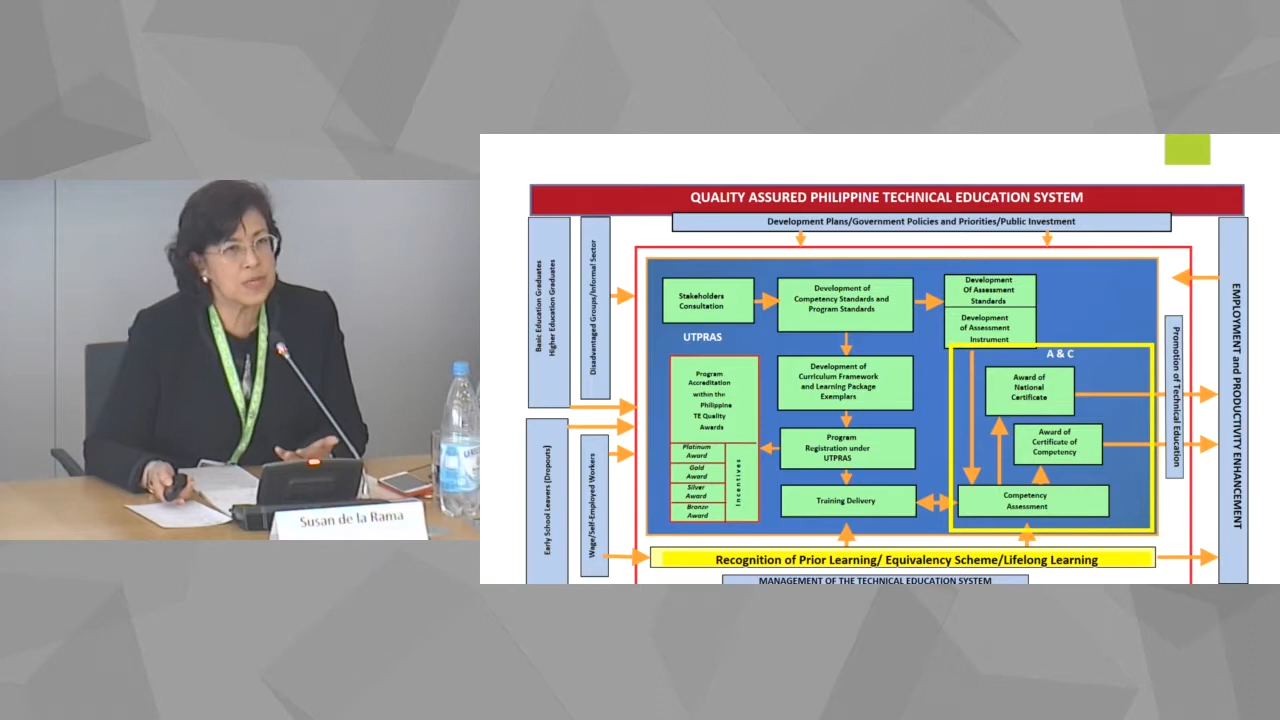 QUALITY ASSURED PHILIPPINE TECHNICAL EDUCATION SYSTEM
Development Plans/Government Policies and Priorities/Public Investment
Basic Education Graduates
Higher Education Graduates
Disadvantaged Groups/Informal Sector
Early School Leavers (Dropouts)
Wage/Self-Employed Workers
Stakeholders
Consultation
Development of
Competency Standards and
Program Standards
Development
Of Assessment
Standards
Development
of Assessment
Instrument
UTPRAS
A & C
Program
Accreditation
within the
Philippine
TE Quality
Awards
Platinum
Award
Gold
Award
Silver
Award
Bronze
Award
Incentives
Development of
Curriculum Framework
and Learning Package
Exemplars
Program
Registration under
UTPRAS
Training Delivery
Award of
National
Certificate
Award of
Certificate of
Competency
Competency
Assessment
Promotion of Technical Education
EMPLOYMENT and PRODUCTIVITY ENHANCEMENT
Recognition of Prior Learning/ Equivalency Scheme/Lifelong Learning
MANAGEMENT OF THE TECHNICAL EDUCATION SYSTEM
Susan de la Rama